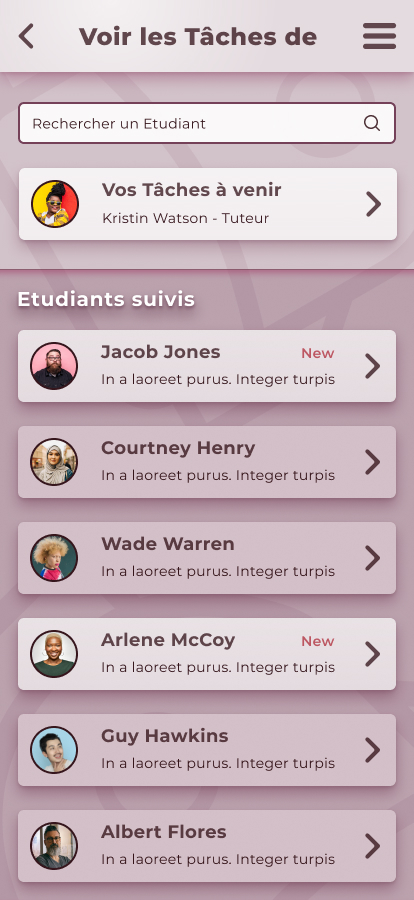 Voir les Tâches de
Rechercher un Etudiant
Vos Tâches à venir
Kristin Watson - Tuteur
Etudiants suivis
Jacob Jones New
In a laoreet purus. Integer turpis
Courtney Henry
In a laoreet purus. Integer turpis
Wade Warren
In a laoreet purus. Integer turpis
Arlene McCoy New
In a laoreet purus. Integer turpis
Guy Hawkins
In a laoreet purus. Integer turpis
Albert Flores
In a laoreet purus. Integer turpis